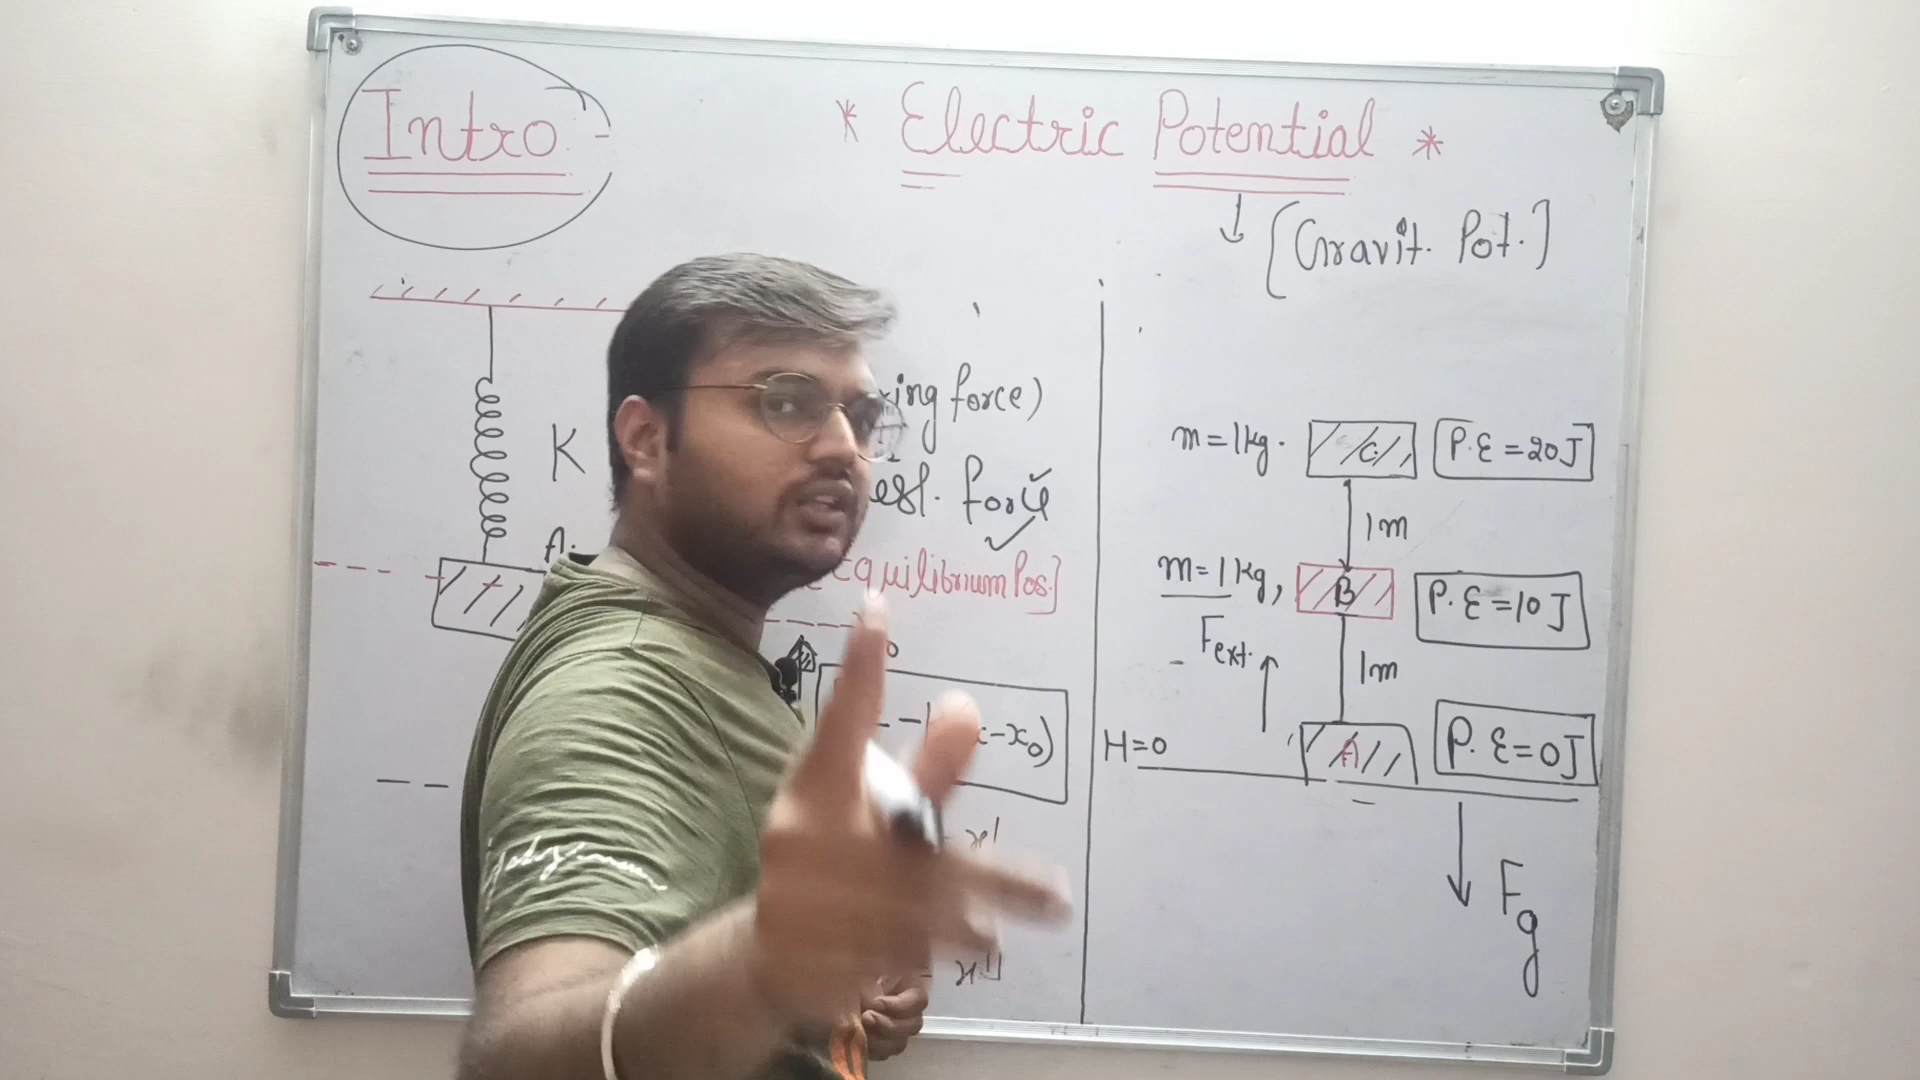 Intro
* Electric Potential *
↓ [Gravit. Pot.]
K
force)
force ✓
Equilibrium Pos.]
x-x₀)
x'
x''
m=1kg. C P.E=20J
1m
m=1kg, B P.E=10J
Fext. ↑
1m
H=0 A P.E=0J
Fg